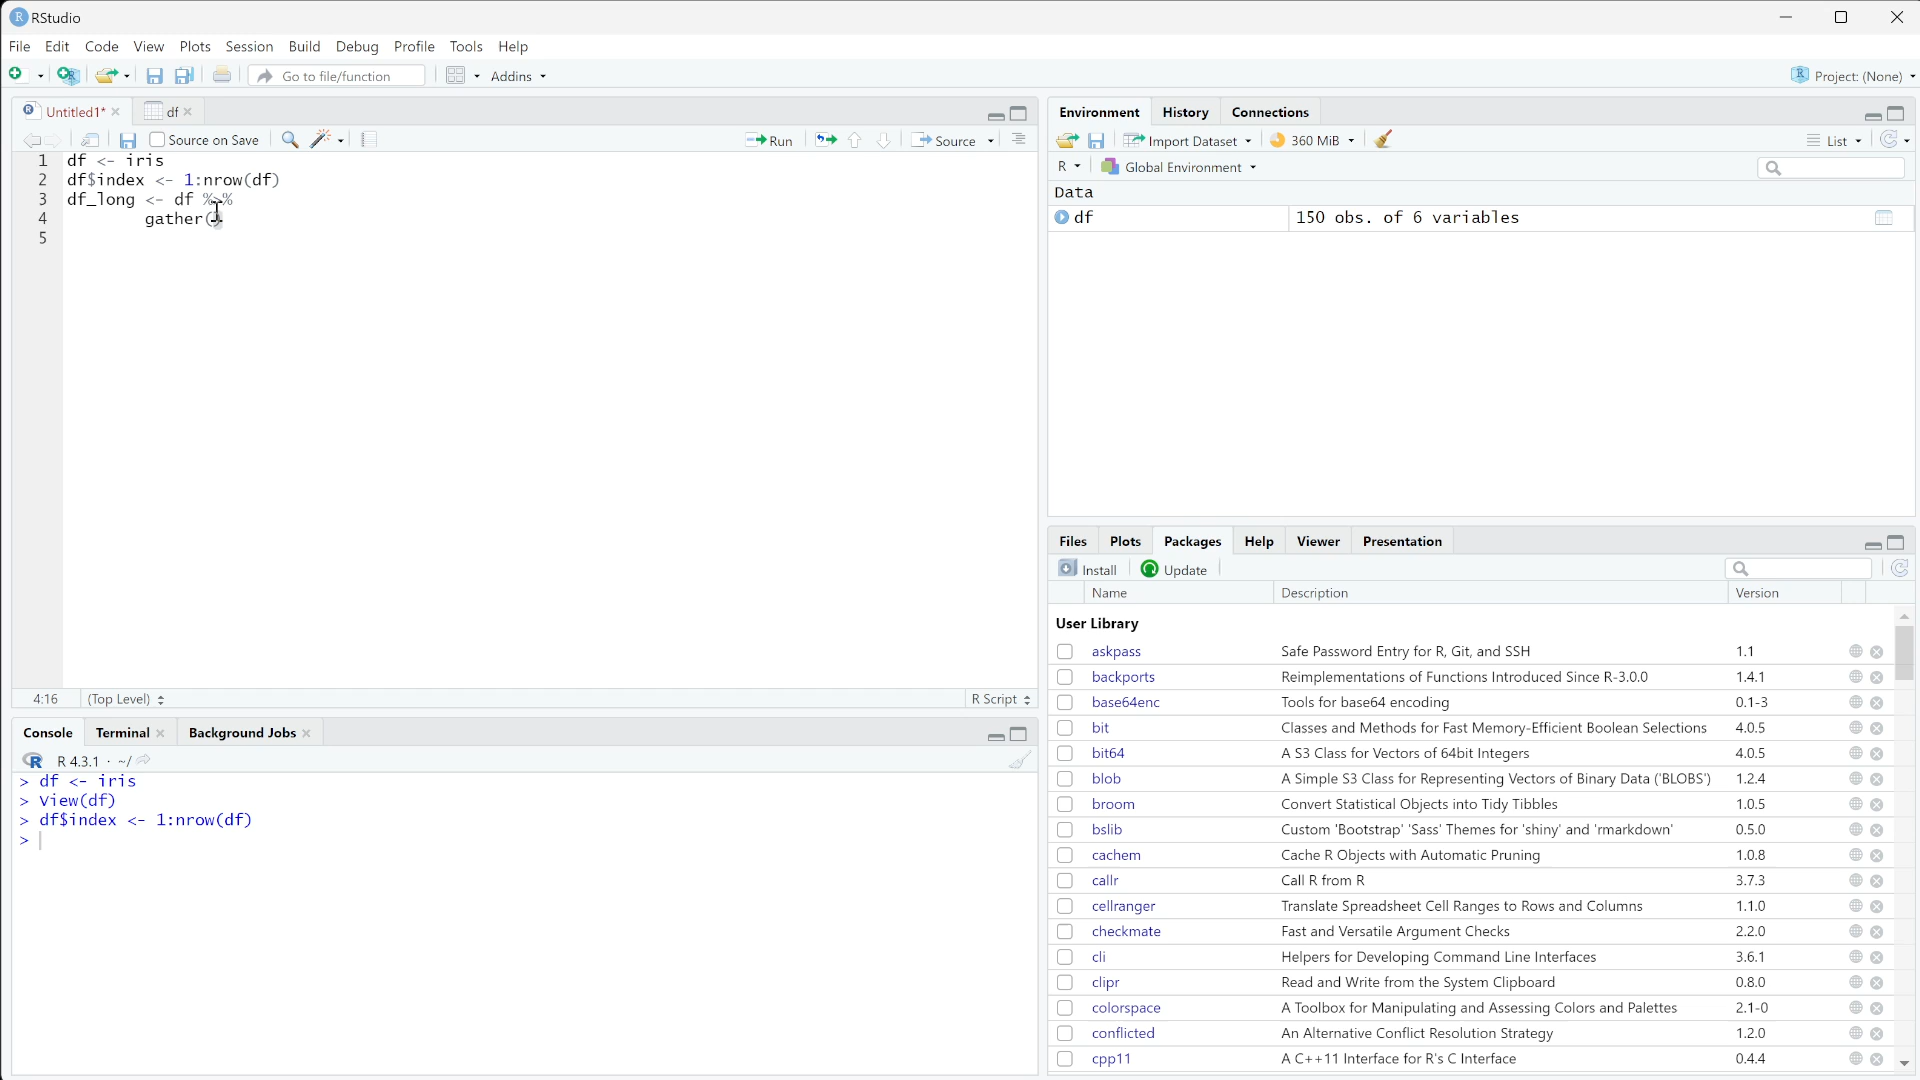 RStudio
File Edit Code View Plots Session Build Debug Profile Tools Help
Go to file/function Addins Project: (None)
Untitled1* df
Source on Save Run Source
1 df <- iris
2 df$index <- 1:nrow(df)
3 df_long <- df %>%
4 gather()
5
4:16 (Top Level) R Script
Console Terminal Background Jobs
R 4.3.1 · ~/
> df <- iris
> View(df)
> df$index <- 1:nrow(df)
>
Environment History Connections
Import Dataset 360 MiB List
R Global Environment
Data
df 150 obs. of 6 variables
Files Plots Packages Help Viewer Presentation
Install Update
Name Description Version
User Library
askpass Safe Password Entry for R, Git, and SSH 1.1
backports Reimplementations of Functions Introduced Since R-3.0.0 1.4.1
base64enc Tools for base64 encoding 0.1-3
bit Classes and Methods for Fast Memory-Efficient Boolean Selections 4.0.5
bit64 A S3 Class for Vectors of 64bit Integers 4.0.5
blob A Simple S3 Class for Representing Vectors of Binary Data ('BLOBS') 1.2.4
broom Convert Statistical Objects into Tidy Tibbles 1.0.5
bslib Custom 'Bootstrap' 'Sass' Themes for 'shiny' and 'rmarkdown' 0.5.0
cachem Cache R Objects with Automatic Pruning 1.0.8
callr Call R from R 3.7.3
cellranger Translate Spreadsheet Cell Ranges to Rows and Columns 1.1.0
checkmate Fast and Versatile Argument Checks 2.2.0
cli Helpers for Developing Command Line Interfaces 3.6.1
clipr Read and Write from the System Clipboard 0.8.0
colorspace A Toolbox for Manipulating and Assessing Colors and Palettes 2.1-0
conflicted An Alternative Conflict Resolution Strategy 1.2.0
cpp11 A C++11 Interface for R's C Interface 0.4.4